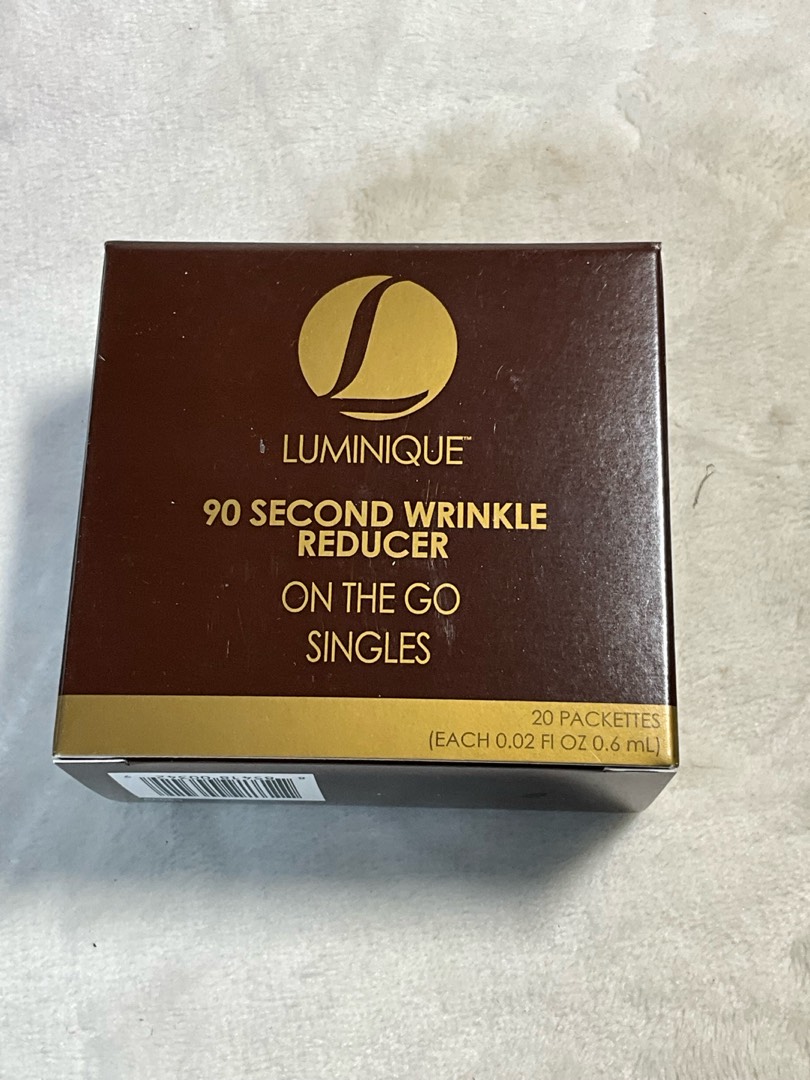 LUMINIQUE™
90 SECOND WRINKLE
REDUCER
ON THE GO
SINGLES
20 PACKETTES
(EACH 0.02 Fl OZ 0.6 mL)